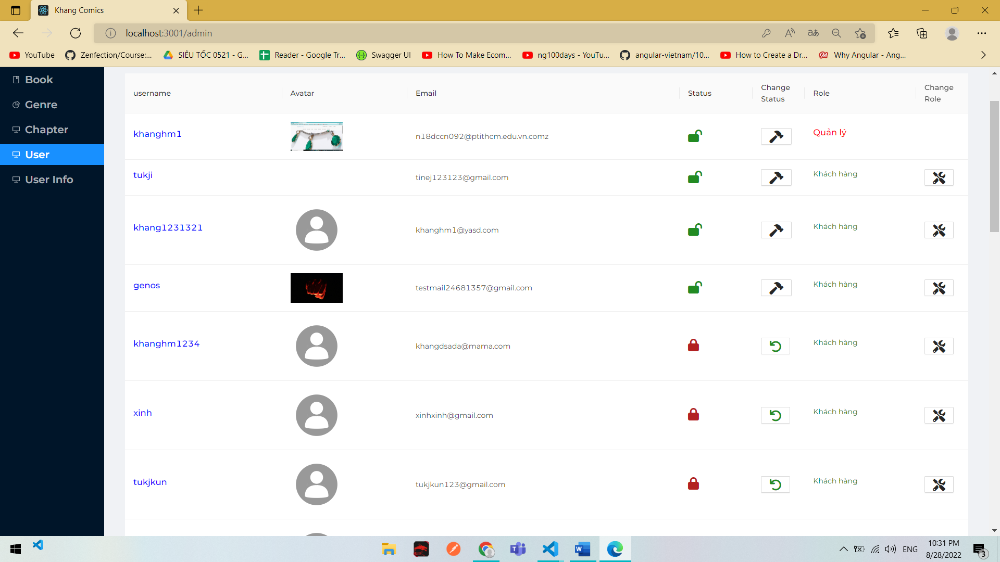 Khang Comics
localhost:3001/admin
YouTube
Zenfection/Course:...
SIÊU TỐC 0521 - G...
Reader - Google Tr...
Swagger UI
How To Make Ecom...
ng100days - YouTu...
angular-vietnam/10...
How to Create a Dr...
Why Angular - Ang...
Book
Genre
Chapter
User
User Info
username
Avatar
Email
Status
Change
Status
Role
Change
Role
khanghm1
n18dccn092@ptithcm.edu.vn.comz
Quản lý
tukji
tinej123123@gmail.com
Khách hàng
khang1231321
khanghm1@yasd.com
Khách hàng
genos
testmail24681357@gmail.com
Khách hàng
khanghm1234
khangdsada@mama.com
Khách hàng
xinh
xinhxinh@gmail.com
Khách hàng
tukjkun
tukjkun123@gmail.com
Khách hàng
ENG
10:31 PM
8/28/2022
3